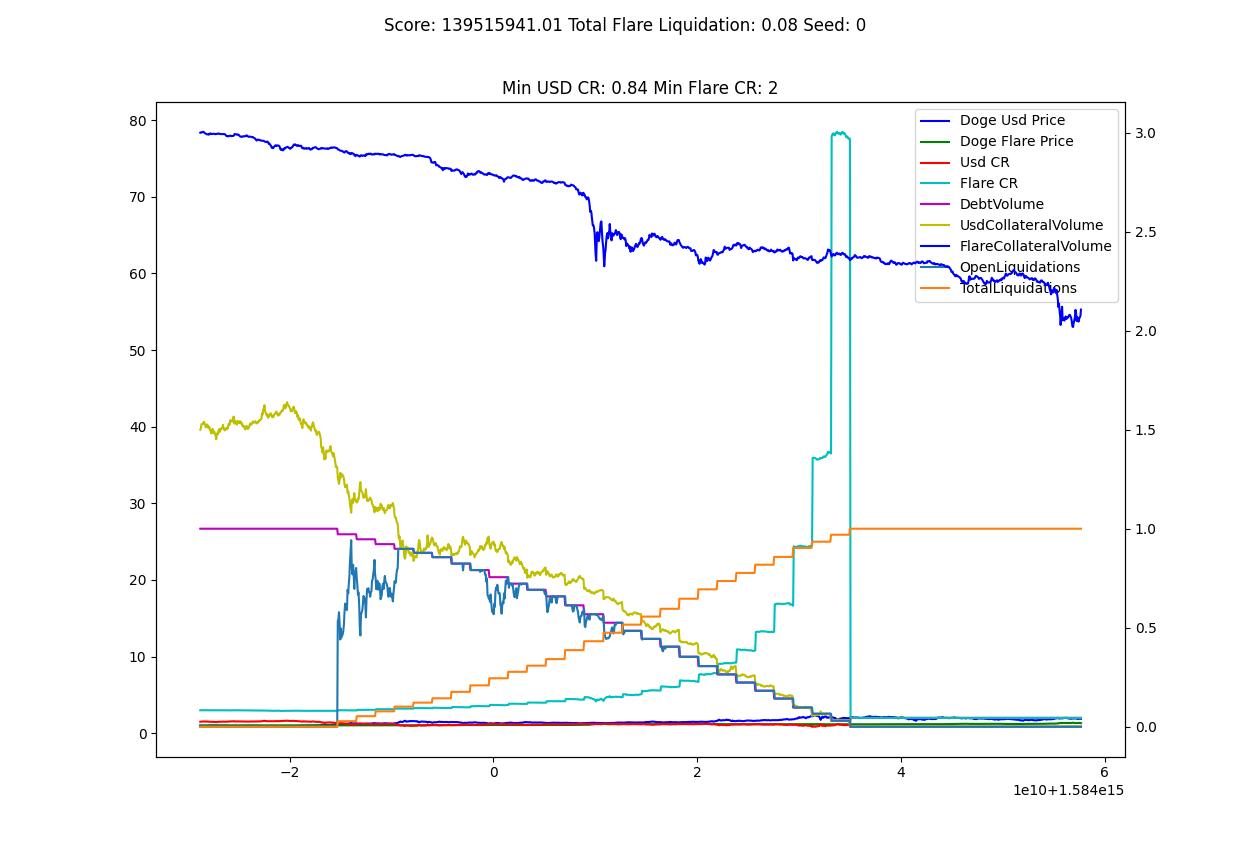 Score: 139515941.01 Total Flare Liquidation: 0.08 Seed: 0
Min USD CR: 0.84 Min Flare CR: 2
80
70
60
50
40
30
20
10
0
Doge Usd Price
Doge Flare Price
Usd CR
Flare CR
DebtVolume
UsdCollateralVolume
FlareCollateralVolume
OpenLiquidations
TotalLiquidations
3.0
2.5
2.0
1.5
1.0
0.5
0.0
−2
0
2
4
6
1e10+1.584e15